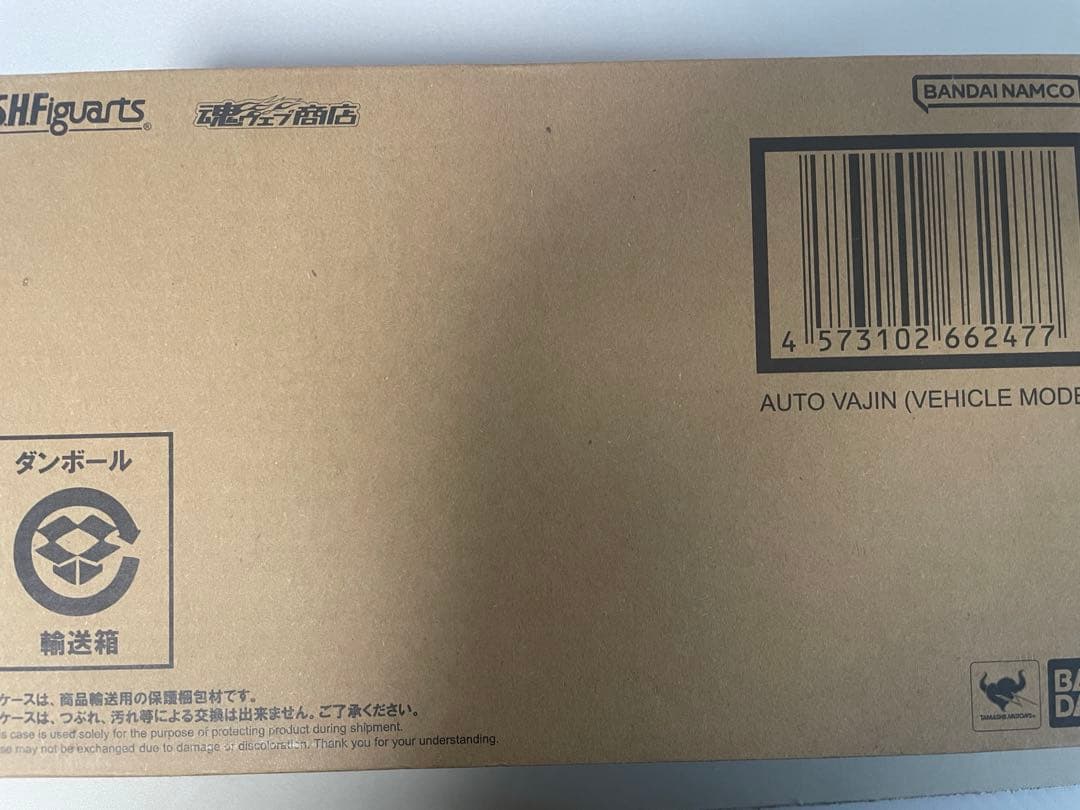 S.H.Figuarts®
魂ウェブ商店
BANDAI NAMCO
4 573102 662477
AUTO VAJIN (VEHICLE MODE
ダンボール
輸送箱
ケースは、商品輸送用の保護梱包材です。
ケースは、つぶれ、汚れ等による交換は出来ません。ご了承ください。
s case is used solely for the purpose of protecting product during shipment.
se may not be exchanged due to damage or discoloration. Thank you for your understanding.
TAMASHII NATIONS
BA
DA